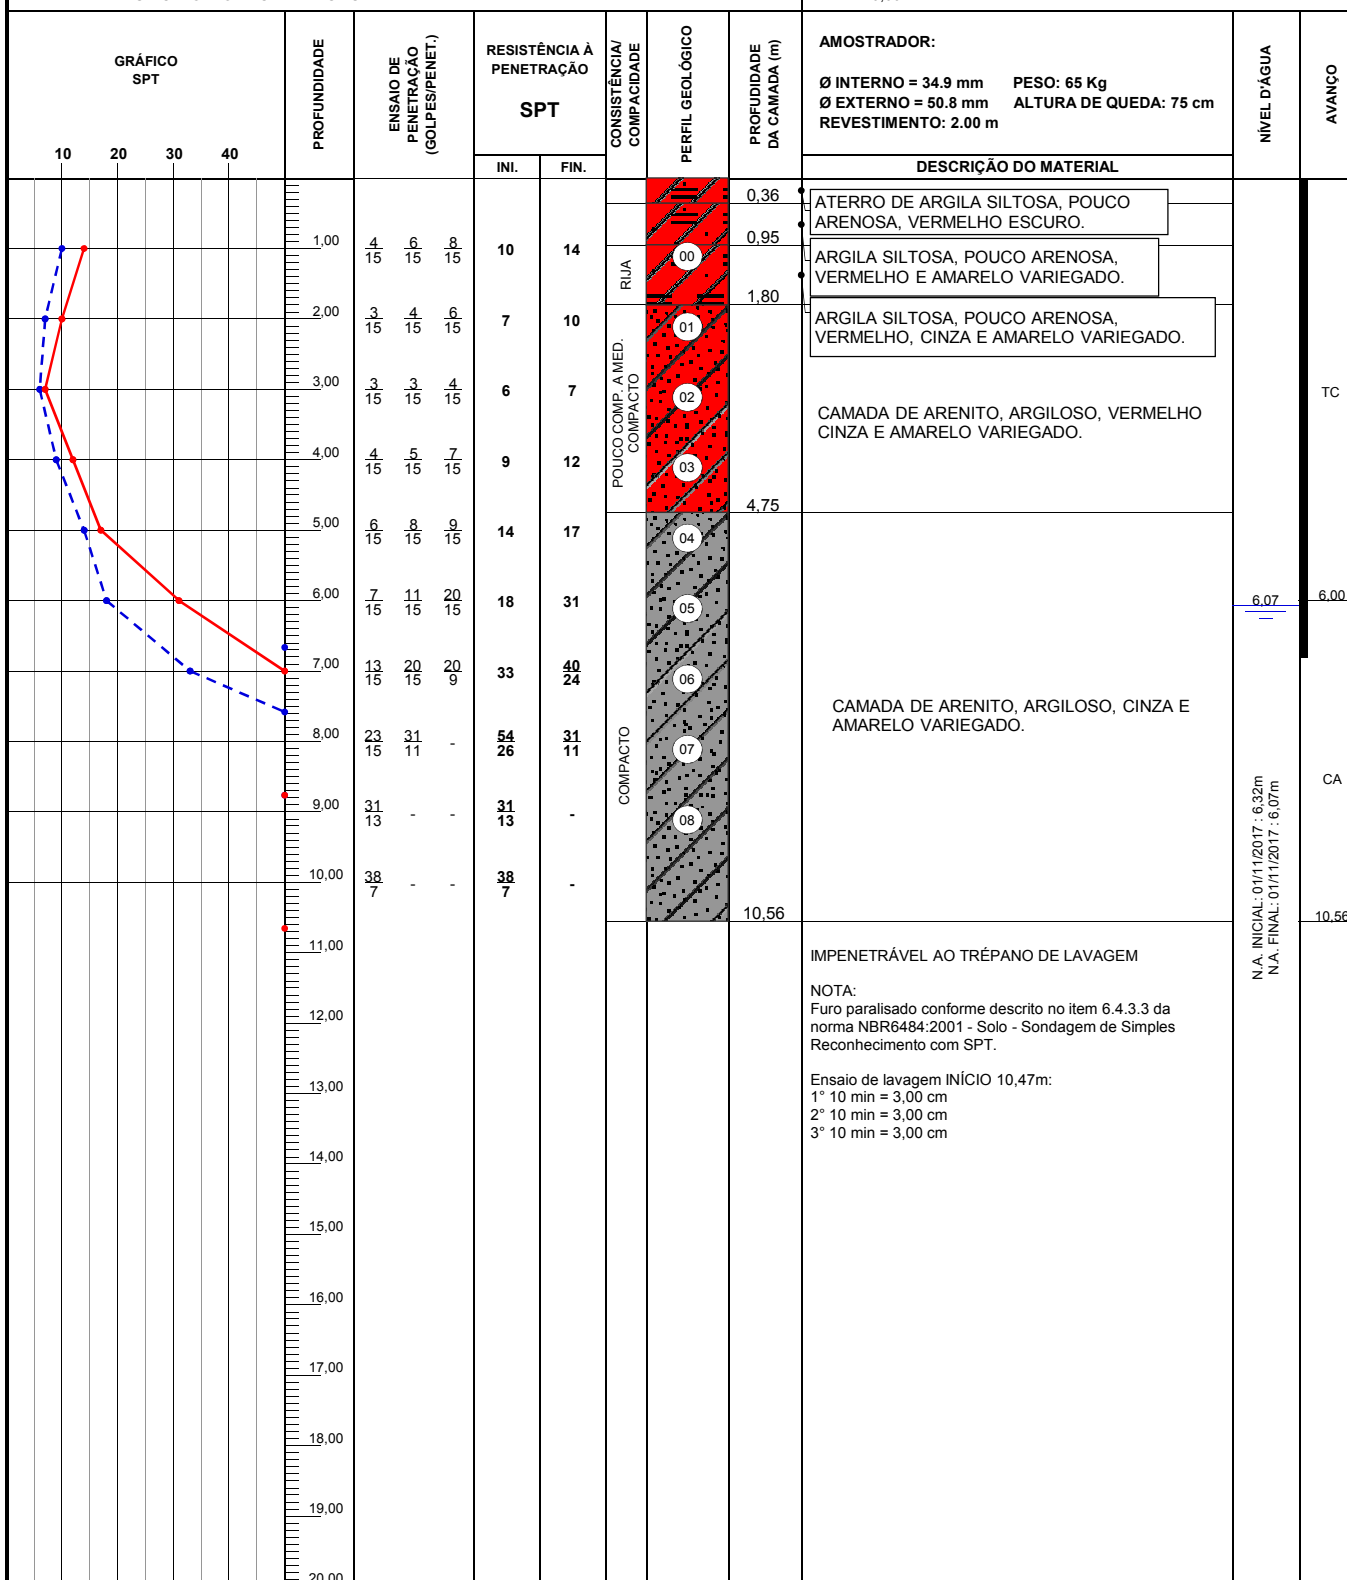 GRÁFICO
SPT
10 20 30 40
PROFUNDIDADE
ENSAIO DE
PENETRAÇÃO
(GOLPES/PENET.)
RESISTÊNCIA À
PENETRAÇÃO
SPT
INI. FIN.
CONSISTÊNCIA/
COMPACIDADE
PERFIL GEOLÓGICO
PROFUDIDADE
DA CAMADA (m)
AMOSTRADOR:
Ø INTERNO = 34.9 mm PESO: 65 Kg
Ø EXTERNO = 50.8 mm ALTURA DE QUEDA: 75 cm
REVESTIMENTO: 2.00 m
DESCRIÇÃO DO MATERIAL
NÍVEL D'ÁGUA
AVANÇO
1,00 4/15 6/15 8/15 10 14
2,00 3/15 4/15 6/15 7 10
3,00 3/15 3/15 4/15 6 7
4,00 4/15 5/15 7/15 9 12
5,00 6/15 8/15 9/15 14 17
6,00 7/15 11/15 20/15 18 31
7,00 13/15 20/15 20/9 33 40/24
8,00 23/15 31/11 - 54/26 31/11
9,00 31/13 - - 31/13 -
10,00 38/7 - - 38/7 -
11,00
12,00
13,00
14,00
15,00
16,00
17,00
18,00
19,00
20,00
RIJA
POUCO COMP. A MED.
COMPACTO
COMPACTO
00
01
02
03
04
05
06
07
08
0,36
0,95
1,80
4,75
10,56
ATERRO DE ARGILA SILTOSA, POUCO
ARENOSA, VERMELHO ESCURO.
ARGILA SILTOSA, POUCO ARENOSA,
VERMELHO E AMARELO VARIEGADO.
ARGILA SILTOSA, POUCO ARENOSA,
VERMELHO, CINZA E AMARELO VARIEGADO.
CAMADA DE ARENITO, ARGILOSO, VERMELHO
CINZA E AMARELO VARIEGADO.
CAMADA DE ARENITO, ARGILOSO, CINZA E
AMARELO VARIEGADO.
IMPENETRÁVEL AO TRÉPANO DE LAVAGEM
NOTA:
Furo paralisado conforme descrito no item 6.4.3.3 da
norma NBR6484:2001 - Solo - Sondagem de Simples
Reconhecimento com SPT.
Ensaio de lavagem INÍCIO 10,47m:
1° 10 min = 3,00 cm
2° 10 min = 3,00 cm
3° 10 min = 3,00 cm
6,07
N.A. INICIAL: 01/11/2017 : 6,32m
N.A. FINAL: 01/11/2017 : 6,07m
TC
6,00
CA
10,56